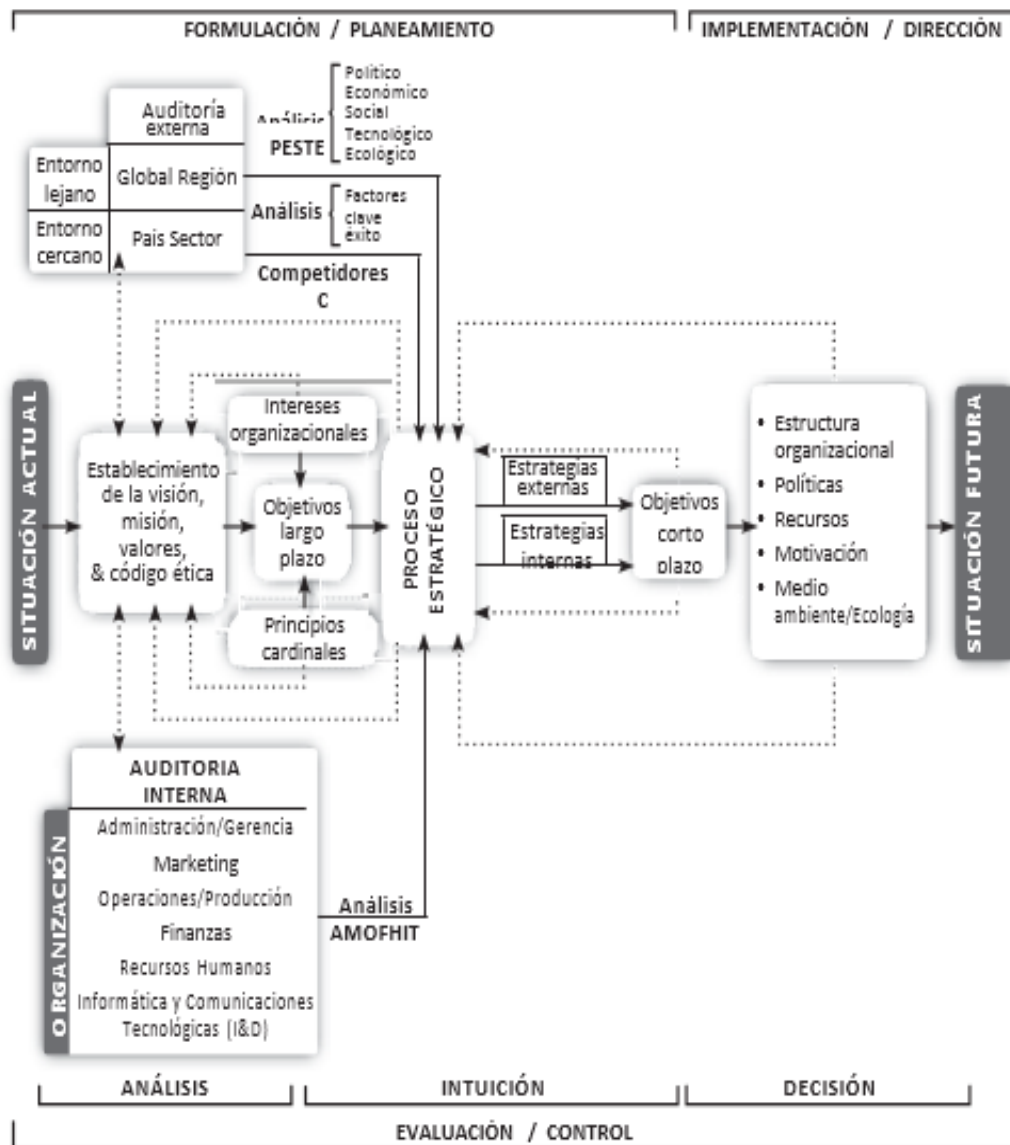 FORMULACIÓN / PLANEAMIENTO
IMPLEMENTACIÓN / DIRECCIÓN
Auditoría
externa
Entorno
lejano
Global Región
Entorno
cercano
Pais Sector
Análisis
PESTE
Político
Económico
Social
Tecnológico
Ecológico
Análisis
Factores
clave
éxito
Competidores
C
SITUACIÓN ACTUAL
Establecimiento
de la visión,
misión,
valores,
& código ética
Intereses
organizacionales
Objetivos
largo
plazo
Principios
cardinales
PROCESO
ESTRATÉGICO
Estrategias
externas
Estrategias
internas
Objetivos
corto
plazo
• Estructura
organizacional
• Políticas
• Recursos
• Motivación
• Medio
ambiente/Ecología
SITUACIÓN FUTURA
ORGANIZACIÓN
AUDITORIA
INTERNA
Administración/Gerencia
Marketing
Operaciones/Producción
Finanzas
Recursos Humanos
Informática y Comunicaciones
Tecnológicas (I&D)
Análisis
AMOFHIT
ANÁLISIS
INTUICIÓN
DECISIÓN
EVALUACIÓN / CONTROL